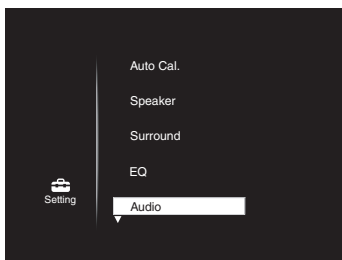 Auto Cal.
Speaker
Surround
EQ
Setting
Audio